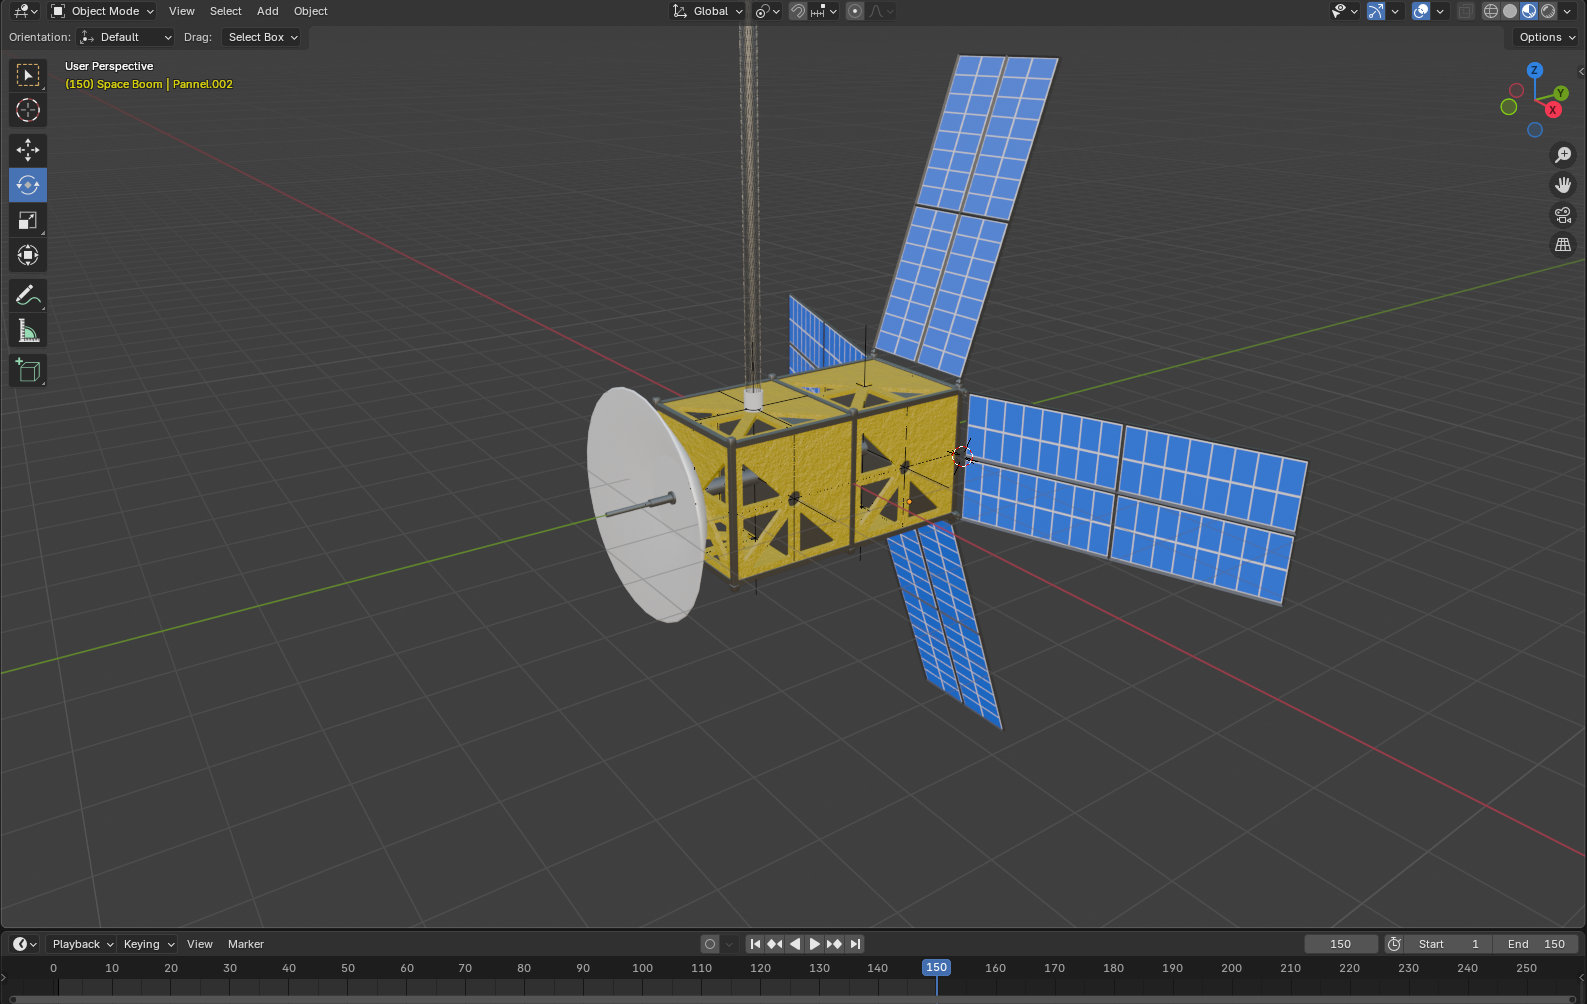 Object Mode View Select Add Object Global
Orientation: Default Drag: Select Box Options
User Perspective
(150) Space Boom | Pannel.002
Z
Y
X
Playback Keying View Marker 150 Start 1 End 150
0 10 20 30 40 50 60 70 80 90 100 110 120 130 140 150 160 170 180 190 200 210 220 230 240 250